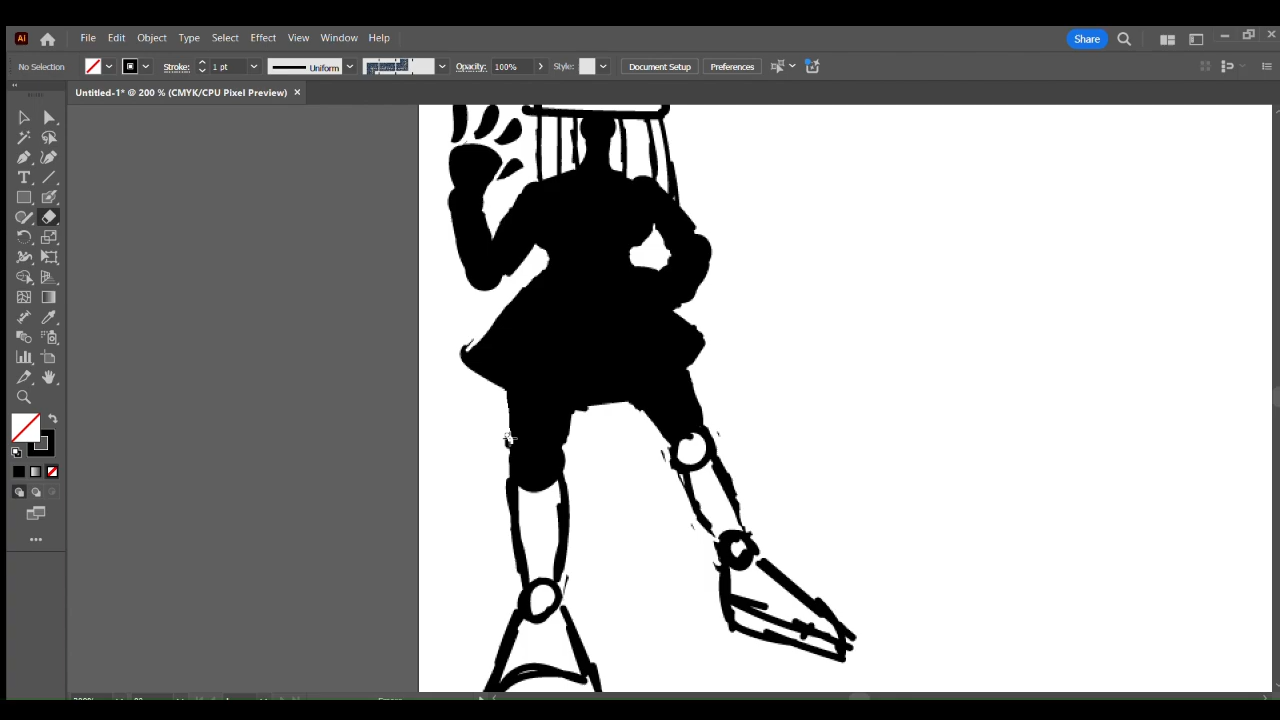 Ai File Edit Object Type Select Effect View Window Help Share
No Selection Stroke: 1 pt Uniform Opacity: 100% Style: Document Setup Preferences
Untitled-1* @ 200 % (CMYK/CPU Pixel Preview) ×
T